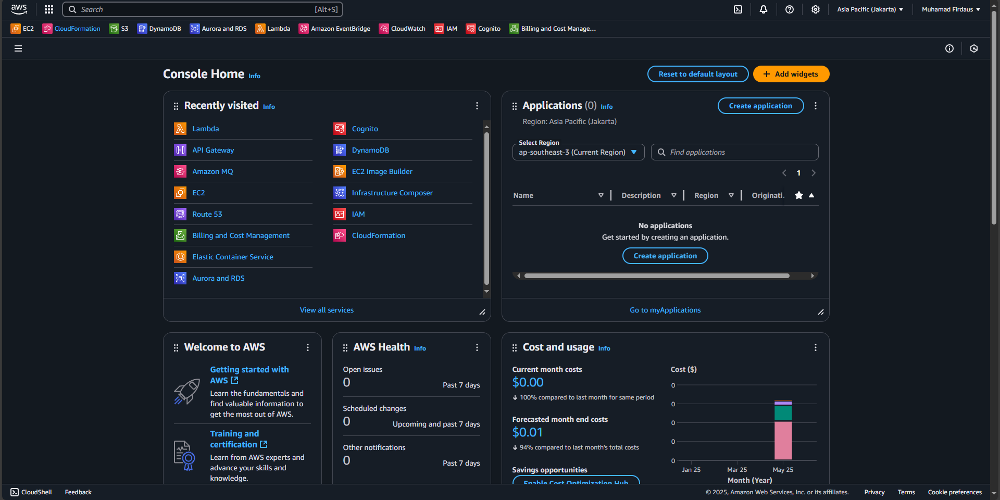 aws
Search [Alt+S]
Asia Pacific (Jakarta)
Muhamad Firdaus
EC2
CloudFormation
S3
DynamoDB
Aurora and RDS
Lambda
Amazon EventBridge
CloudWatch
IAM
Cognito
Billing and Cost Manage...
Console Home Info
Reset to default layout
Add widgets
Recently visited Info
Lambda
API Gateway
Amazon MQ
EC2
Route 53
Billing and Cost Management
Elastic Container Service
Aurora and RDS
Cognito
DynamoDB
EC2 Image Builder
Infrastructure Composer
IAM
CloudFormation
View all services
Applications (0) Info
Region: Asia Pacific (Jakarta)
Create application
Select Region
ap-southeast-3 (Current Region)
Find applications
1
Name Description Region Originati.
No applications
Get started by creating an application.
Create application
Go to myApplications
Welcome to AWS
Getting started with
AWS
Learn the fundamentals and
find valuable information to
get the most out of AWS.
Training and
certification
Learn from AWS experts and
advance your skills and
knowledge.
AWS Health Info
Open issues
0
Past 7 days
Scheduled changes
0
Upcoming and past 7 days
Other notifications
0
Past 7 days
Cost and usage Info
Current month costs
$0.00
100% compared to last month for same period
Forecasted month end costs
$0.01
94% compared to last month's total costs
Savings opportunities
Enable Cost Optimization Hub
Cost ($)
0
0
0
0
0
Jan 25 Mar 25 May 25
Month (Year)
CloudShell
Feedback
© 2025, Amazon Web Services, Inc. or its affiliates.
Privacy
Terms
Cookie preferences